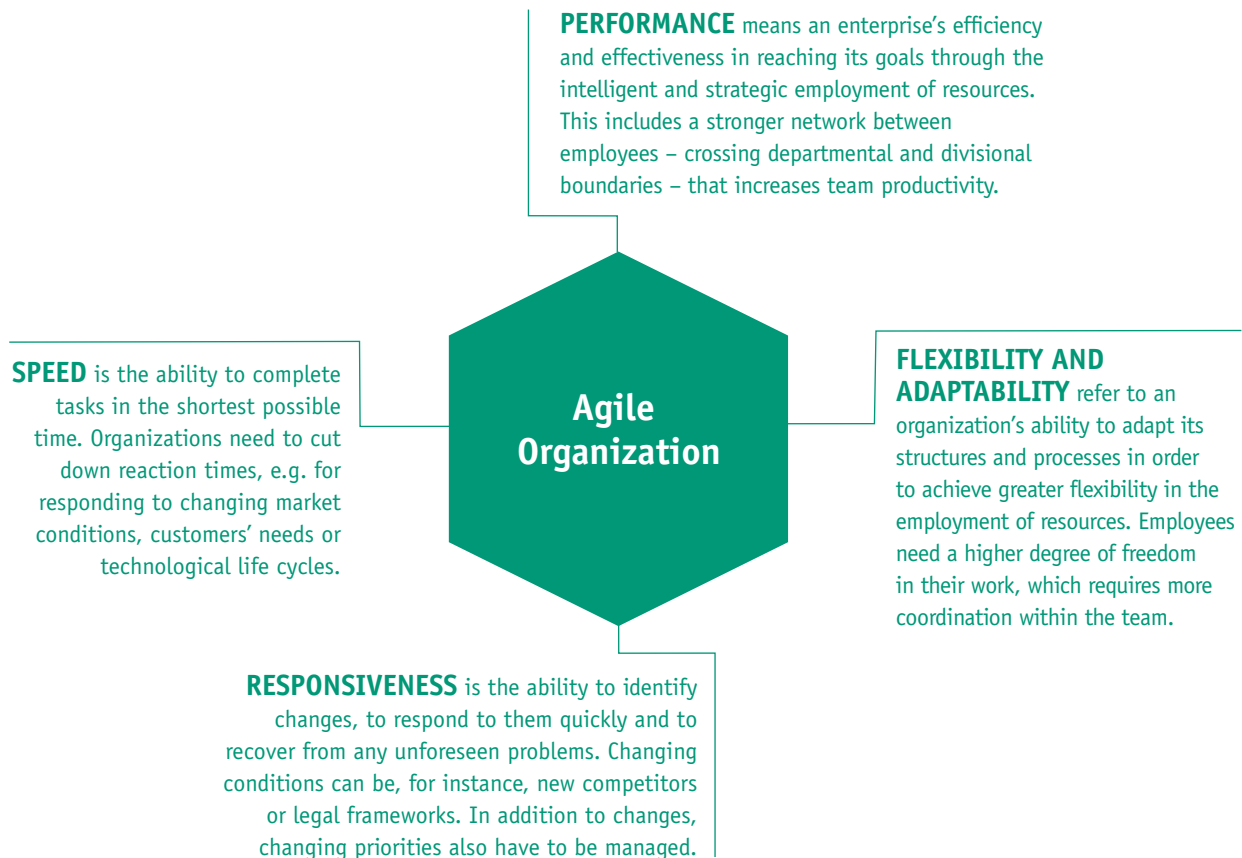 PERFORMANCE means an enterprise’s efficiency
and effectiveness in reaching its goals through the
intelligent and strategic employment of resources.
This includes a stronger network between
employees – crossing departmental and divisional
boundaries – that increases team productivity.
SPEED is the ability to complete
tasks in the shortest possible
time. Organizations need to cut
down reaction times, e.g. for
responding to changing market
conditions, customers’ needs or
technological life cycles.
Agile
Organization
FLEXIBILITY AND
ADAPTABILITY refer to an
organization’s ability to adapt its
structures and processes in order
to achieve greater flexibility in the
employment of resources. Employees
need a higher degree of freedom
in their work, which requires more
coordination within the team.
RESPONSIVENESS is the ability to identify
changes, to respond to them quickly and to
recover from any unforeseen problems. Changing
conditions can be, for instance, new competitors
or legal frameworks. In addition to changes,
changing priorities also have to be managed.